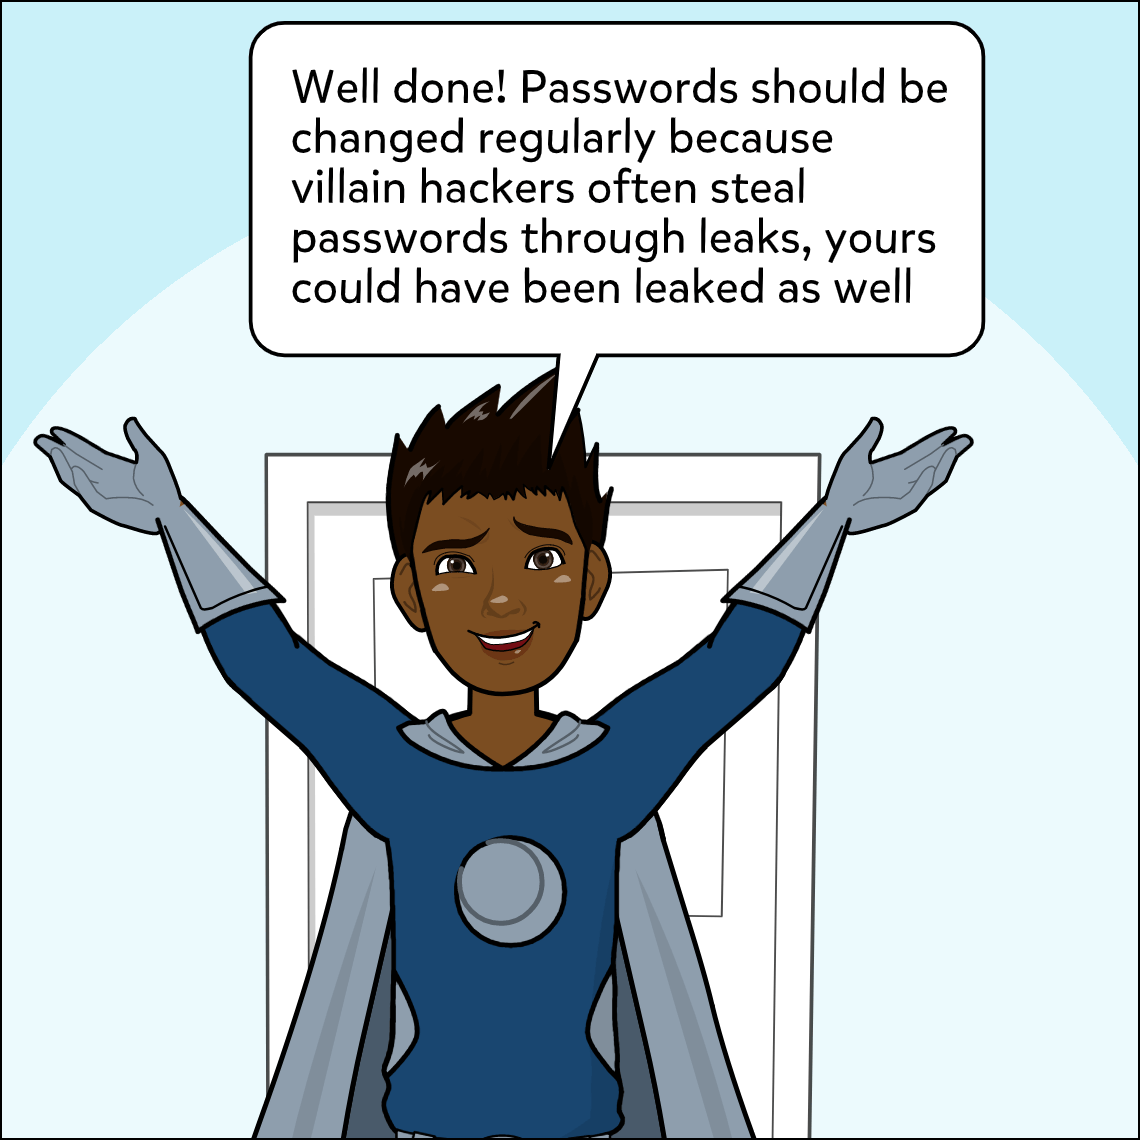 Well done! Passwords should be
changed regularly because
villain hackers often steal
passwords through leaks, yours
could have been leaked as well